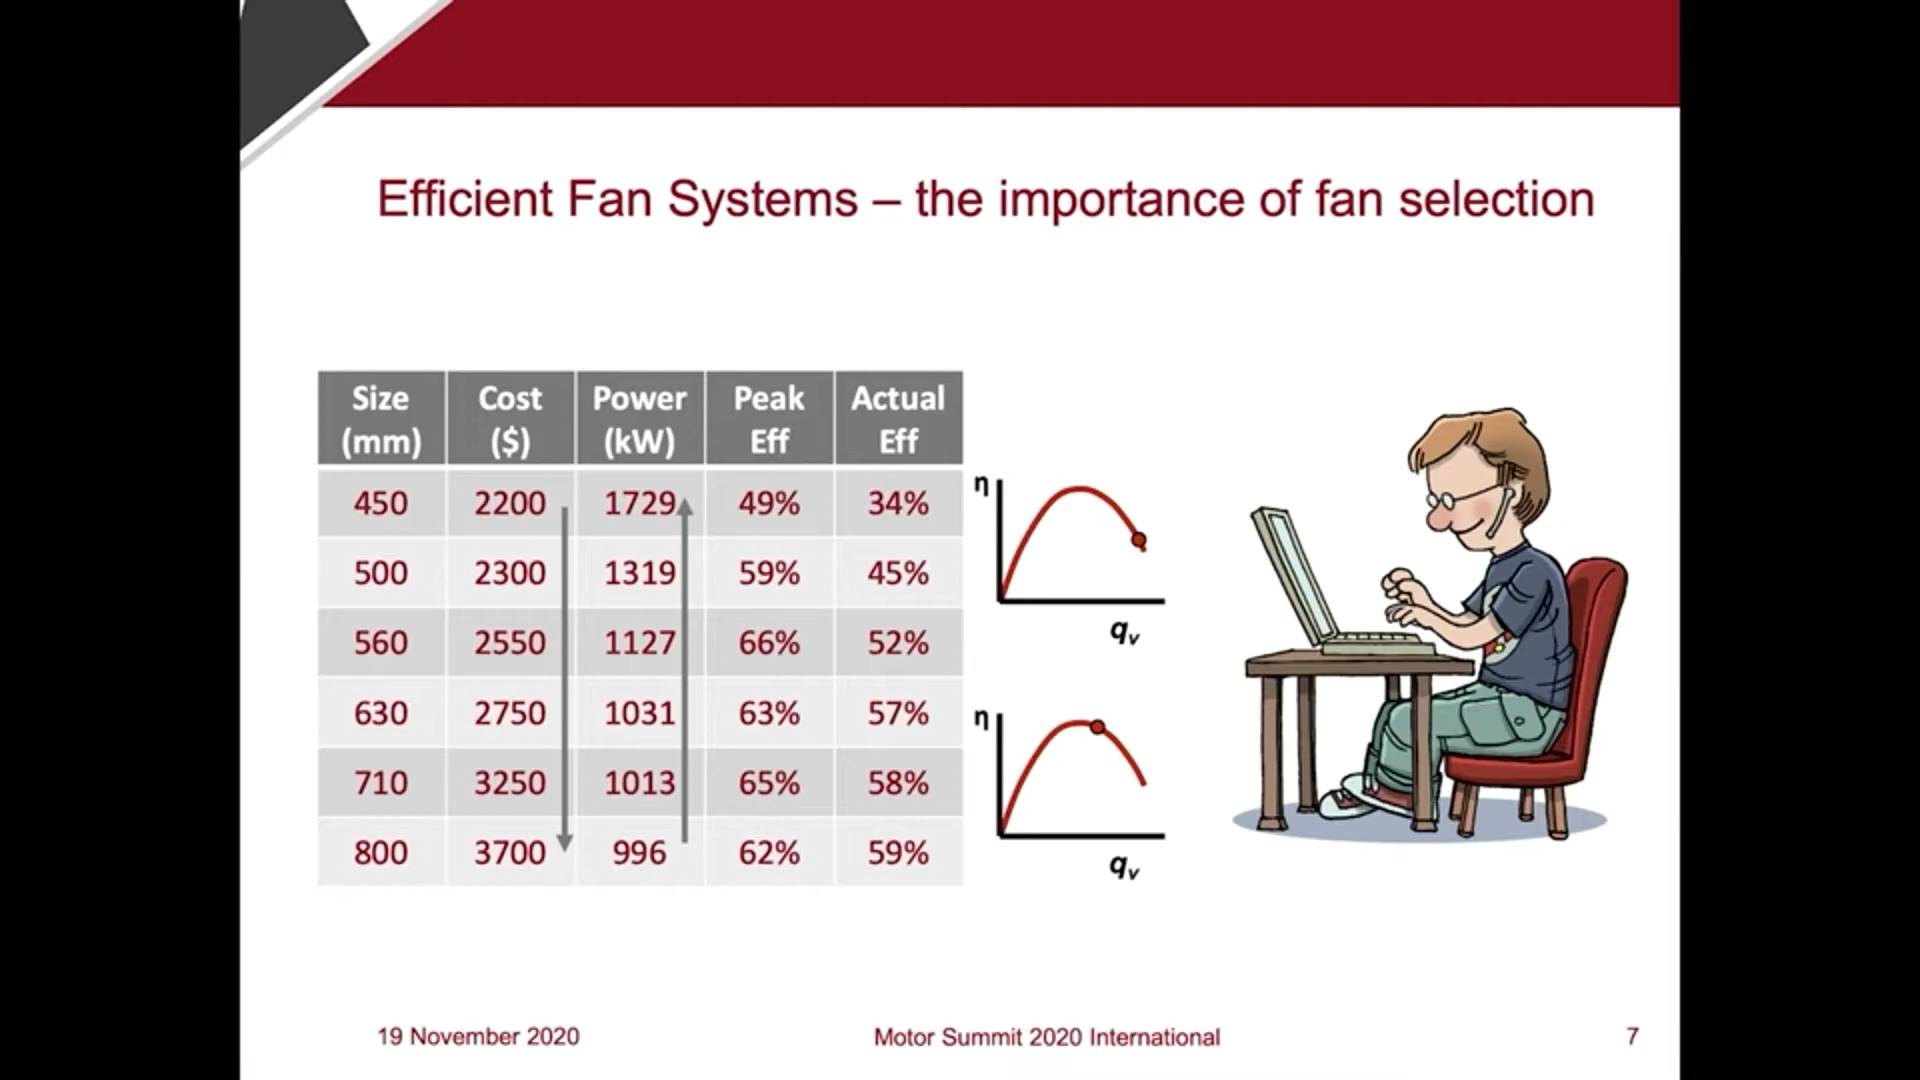 Efficient Fan Systems – the importance of fan selection
Size (mm) Cost ($) Power (kW) Peak Eff Actual Eff
450 2200 1729 49% 34%
500 2300 1319 59% 45%
560 2550 1127 66% 52%
630 2750 1031 63% 57%
710 3250 1013 65% 58%
800 3700 996 62% 59%
η
qv
η
qv
19 November 2020
Motor Summit 2020 International
7